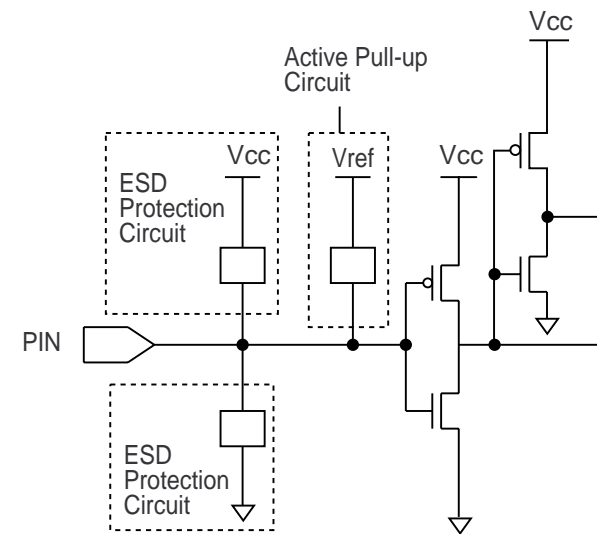 Vcc
Active Pull-up
Circuit
Vcc
Vref
Vcc
ESD
Protection
Circuit
PIN
ESD
Protection
Circuit